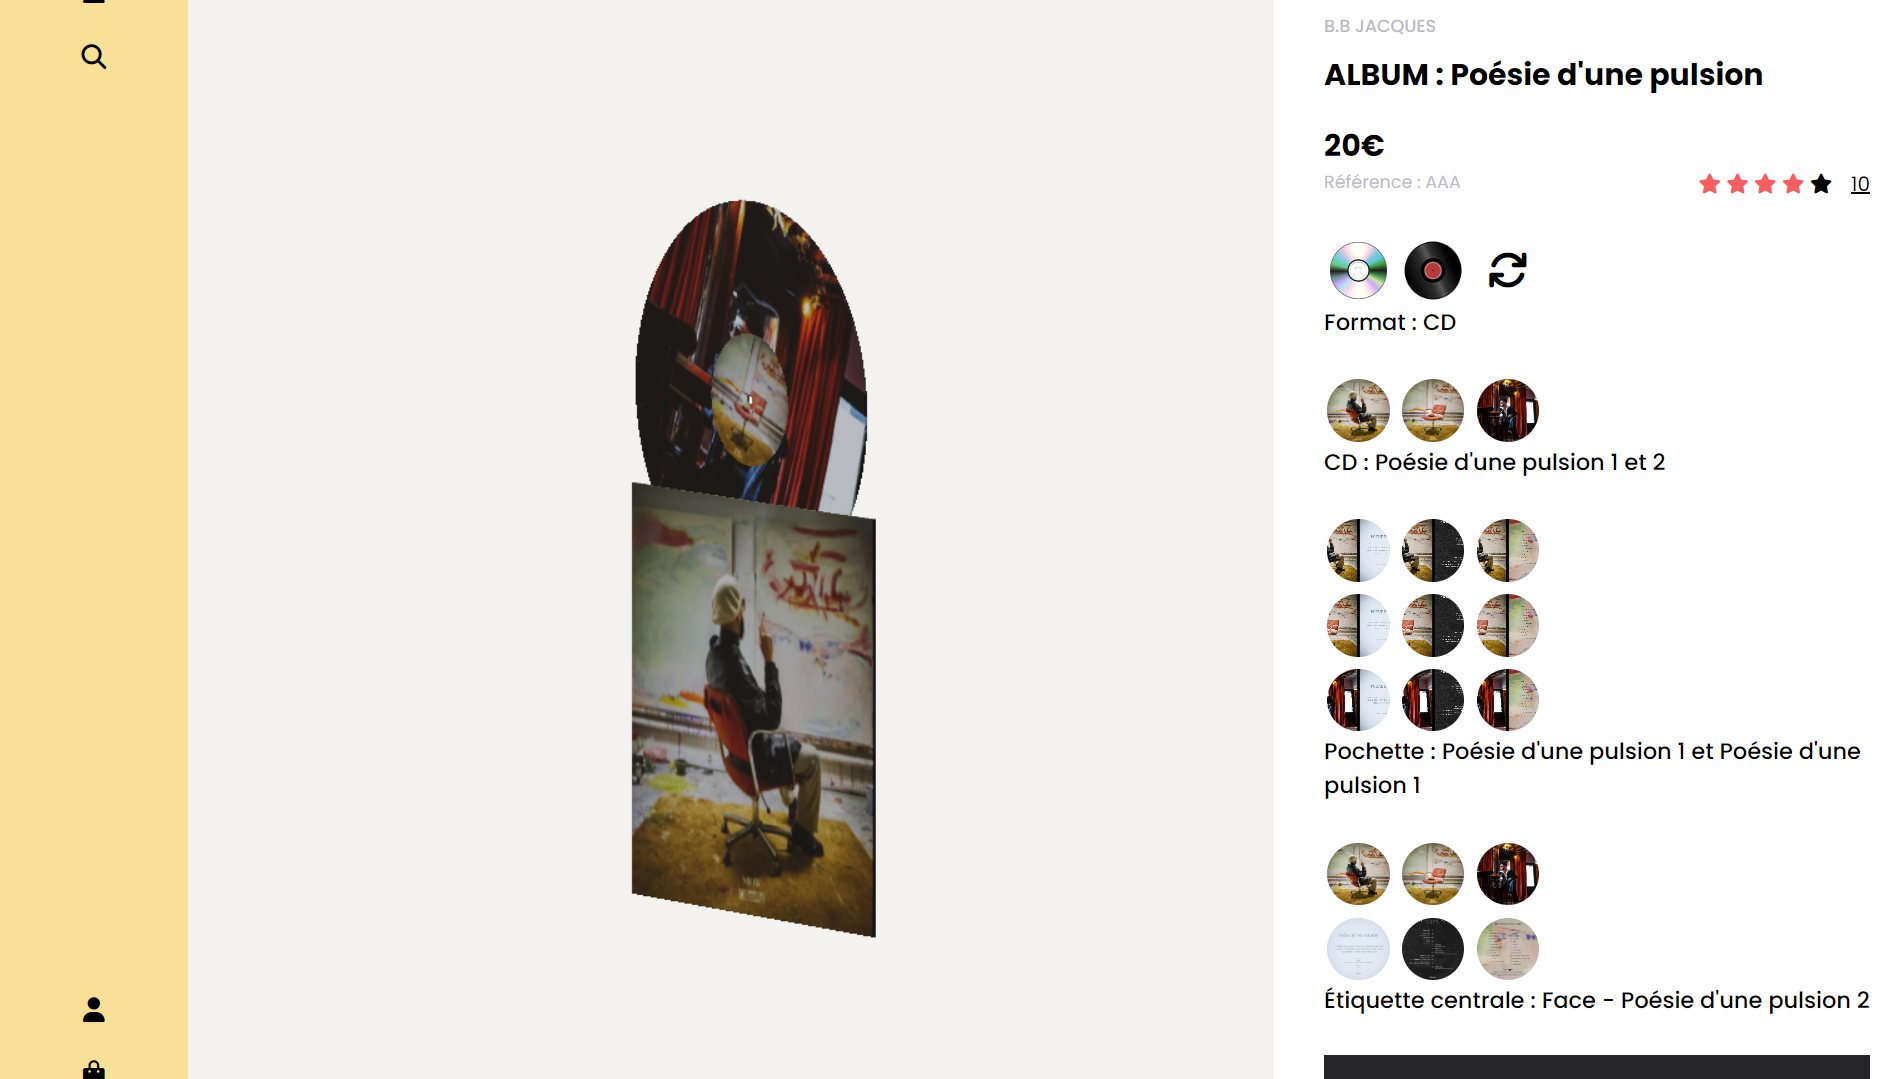 B.B JACQUES
ALBUM : Poésie d'une pulsion
20€
Référence : AAA
10
Format : CD
CD : Poésie d'une pulsion 1 et 2
Pochette : Poésie d'une pulsion 1 et Poésie d'une
pulsion 1
Étiquette centrale : Face - Poésie d'une pulsion 2